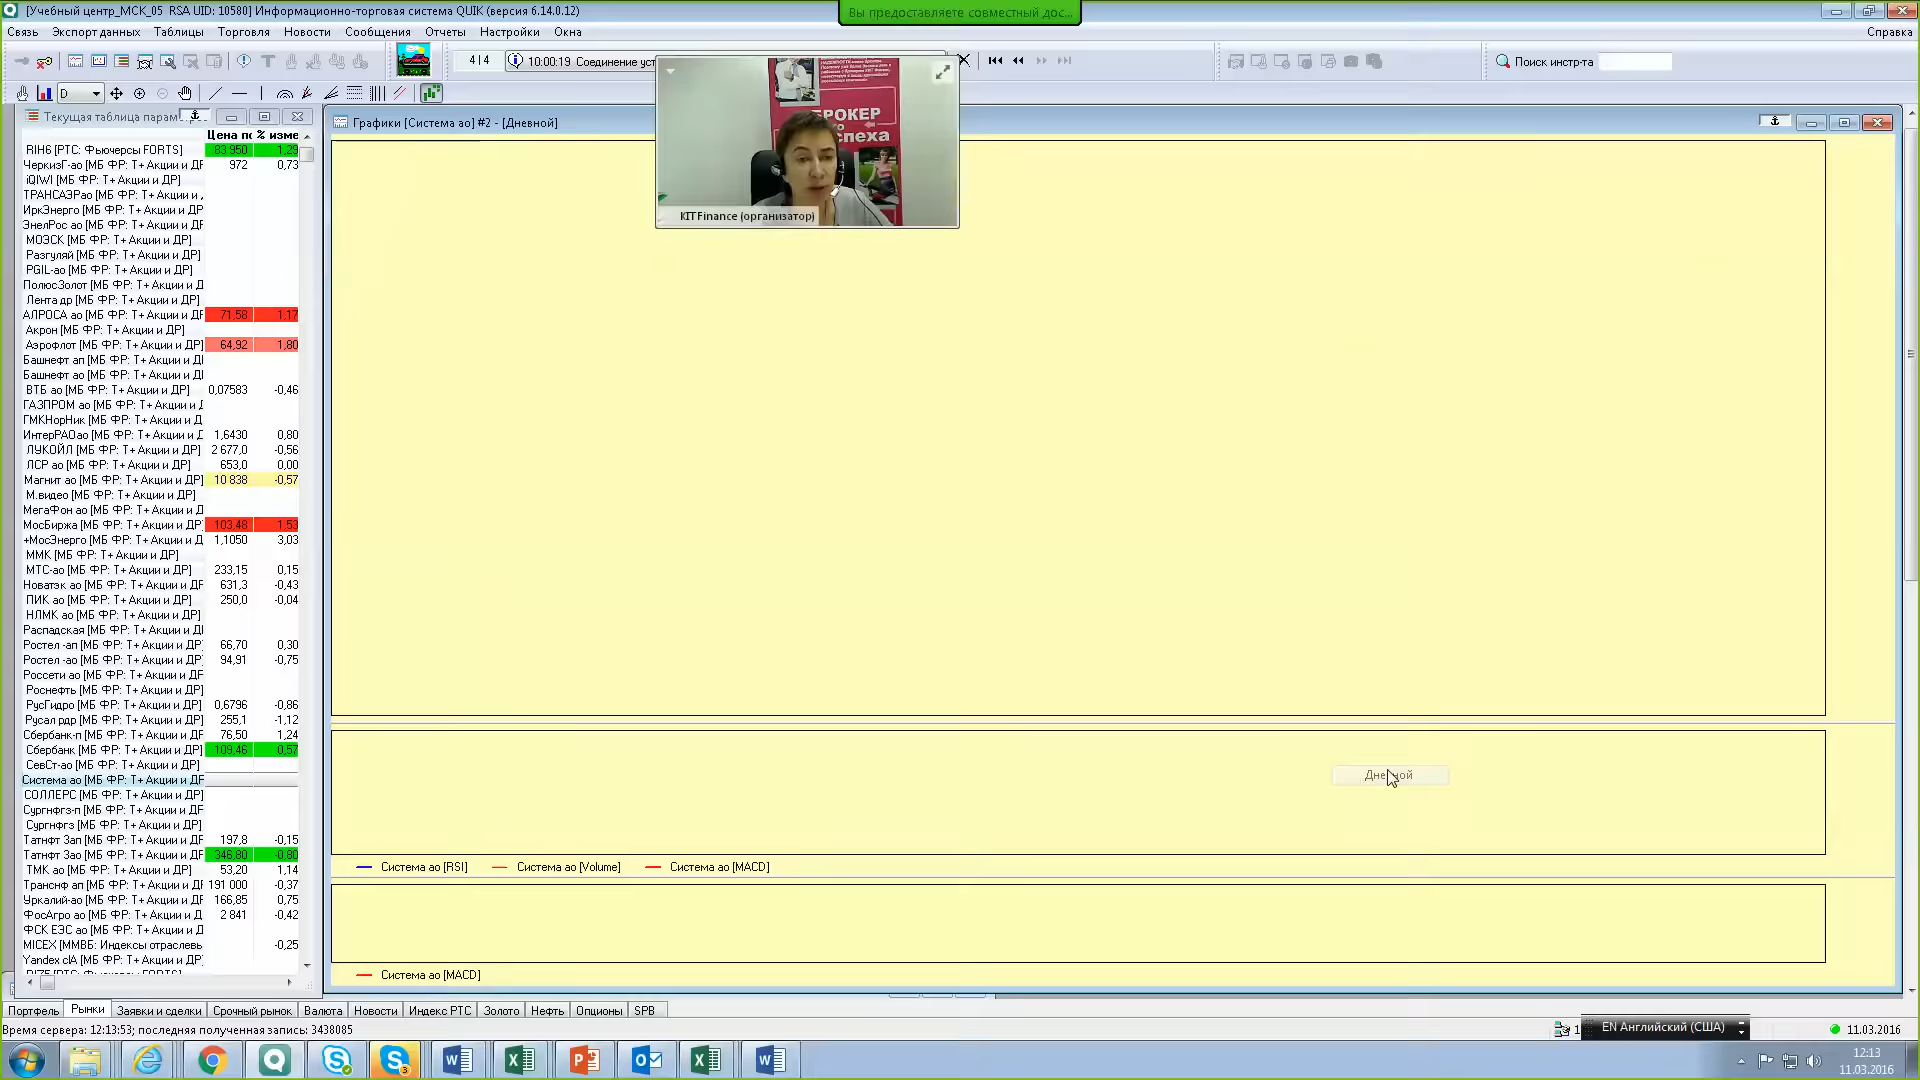 [Учебный центр_МСК_05 RSA UID: 10580] Информационно-торговая система QUIK (версия 6.14.0.12)
Вы предоставляете совместный дос...
Связь Экспорт данных Таблицы Торговля Новости Сообщения Отчеты Настройки Окна Справка
4|4 10:00:19 Соединение уст
Поиск инстр-та
D
Текущая таблица парам
Графики [Система ао] #2 - [Дневной]
БРОКЕР
спеха
KITFinance (организатор)
Цена по % изме
RIH6 [РТС: Фьючерсы FORTS] 83 950 1,29
ЧеркизГ-ао [МБ ФР: Т+ Акции и ДР 972 0,73
iQIWI [МБ ФР: Т+ Акции и ДР]
ТРАНСАЭРао [МБ ФР: Т+ Акции и
ИркЭнерго [МБ ФР: Т+ Акции и ДР
ЭнелРос ао [МБ ФР: Т+ Акции и ДР
МОЭСК [МБ ФР: Т+ Акции и ДР]
Разгуляй [МБ ФР: Т+ Акции и ДР]
PGIL-ао [МБ ФР: Т+ Акции и ДР]
ПолюсЗолот [МБ ФР: Т+ Акции и Д
Лента др [МБ ФР: Т+ Акции и ДР]
АЛРОСА ао [МБ ФР: Т+ Акции и ДР 71,58 1,17
Акрон [МБ ФР: Т+ Акции и ДР]
Аэрофлот [МБ ФР: Т+ Акции и ДР] 64,92 1,80
Башнефт ап [МБ ФР: Т+ Акции и Д
Башнефт ао [МБ ФР: Т+ Акции и Д
ВТБ ао [МБ ФР: Т+ Акции и ДР] 0,07583 -0,46
ГАЗПРОМ ао [МБ ФР: Т+ Акции и Д
ГМКНорНик [МБ ФР: Т+ Акции и Д
ИнтерРАОао [МБ ФР: Т+ Акции и Д 1,6430 0,80
ЛУКОЙЛ [МБ ФР: Т+ Акции и ДР] 2 677,0 -0,56
ЛСР ао [МБ ФР: Т+ Акции и ДР] 653,0 0,00
Магнит ао [МБ ФР: Т+ Акции и ДР] 10 838 -0,57
М.видео [МБ ФР: Т+ Акции и ДР]
МегаФон ао [МБ ФР: Т+ Акции и Д
МосБиржа [МБ ФР: Т+ Акции и ДР] 103,48 1,53
+МосЭнерго [МБ ФР: Т+ Акции и Д 1,1050 3,03
ММК [МБ ФР: Т+ Акции и ДР]
МТС-ао [МБ ФР: Т+ Акции и ДР] 233,15 0,15
Новатэк ао [МБ ФР: Т+ Акции и ДР 631,3 -0,43
ПИК ао [МБ ФР: Т+ Акции и ДР] 250,0 -0,04
НЛМК ао [МБ ФР: Т+ Акции и ДР]
Распадская [МБ ФР: Т+ Акции и ДР
Ростел -ап [МБ ФР: Т+ Акции и ДР] 66,70 0,30
Ростел -ао [МБ ФР: Т+ Акции и ДР] 94,91 -0,75
Россети ао [МБ ФР: Т+ Акции и ДР]
Роснефть [МБ ФР: Т+ Акции и ДР]
РусГидро [МБ ФР: Т+ Акции и ДР] 0,6796 -0,86
Русал рдр [МБ ФР: Т+ Акции и ДР] 255,1 -1,12
Сбербанк-п [МБ ФР: Т+ Акции и ДР] 76,50 1,24
Сбербанк [МБ ФР: Т+ Акции и ДР] 109,46 0,57
СевСт-ао [МБ ФР: Т+ Акции и ДР]
Система ао [МБ ФР: Т+ Акции и ДР
СОЛЛЕРС [МБ ФР: Т+ Акции и ДР]
Сургнфгз-п [МБ ФР: Т+ Акции и ДР
Сургнфгз [МБ ФР: Т+ Акции и ДР]
Татнфт 3ап [МБ ФР: Т+ Акции и ДР 197,8 -0,15
Татнфт 3ао [МБ ФР: Т+ Акции и ДР 346,80 -0,80
ТМК ао [МБ ФР: Т+ Акции и ДР] 53,20 1,14
Транснф ап [МБ ФР: Т+ Акции и ДР 191 000 -0,37
Уркалий-ао [МБ ФР: Т+ Акции и ДР 166,85 0,75
ФосАгро ао [МБ ФР: Т+ Акции и Д 2 841 -0,42
ФСК ЕЭС ао [МБ ФР: Т+ Акции и Д
MICEX [ММВБ: Индексы отраслевь -0,25
Yandex clA [МБ ФР: Т+ Акции и ДР]
Дневной
Система ао [RSI] Система ао [Volume] Система ао [MACD]
Система ао [MACD]
Портфель Рынки Заявки и сделки Срочный рынок Валюта Новости Индекс РТС Золото Нефть Опционы SPB
Время сервера: 12:13:53; последняя полученная запись: 3438085
EN Английский (США)
11.03.2016
12:13
11.03.2016